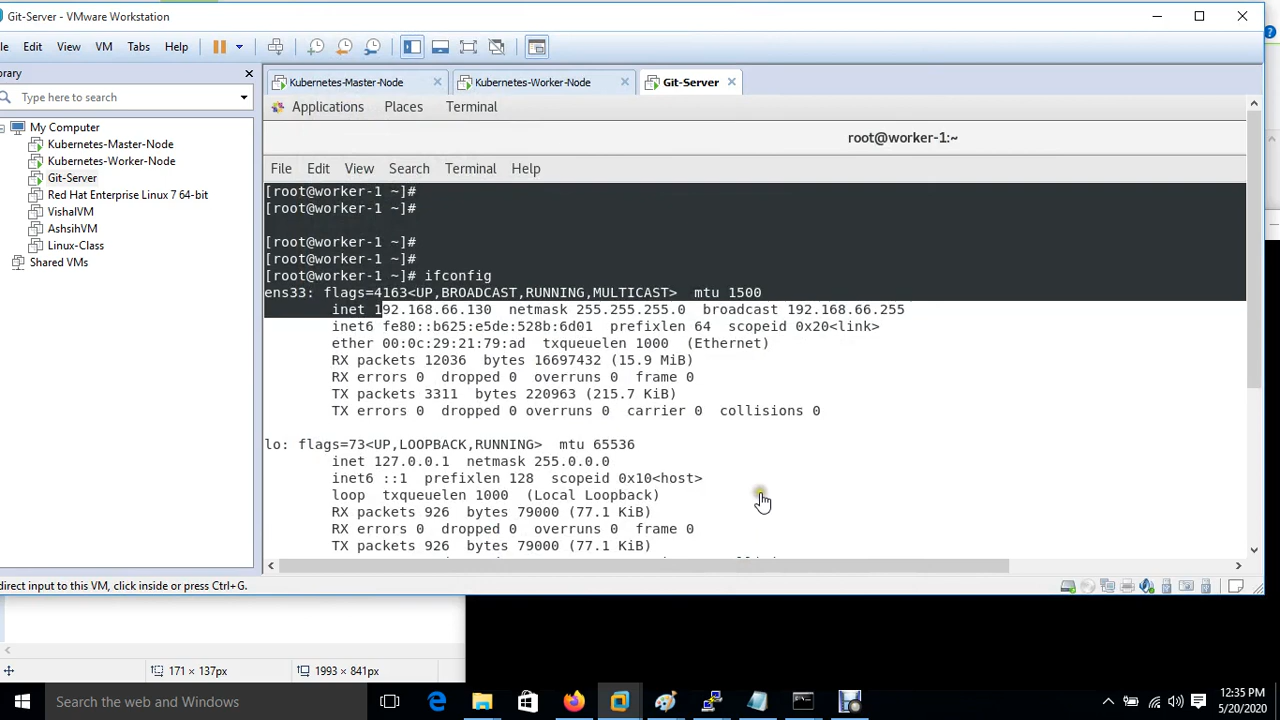 Git-Server - VMware Workstation
le Edit View VM Tabs Help
brary
Type here to search
My Computer
Kubernetes-Master-Node
Kubernetes-Worker-Node
Git-Server
Red Hat Enterprise Linux 7 64-bit
VishalVM
AshsihVM
Linux-Class
Shared VMs
Kubernetes-Master-Node Kubernetes-Worker-Node Git-Server
Applications Places Terminal
root@worker-1:~
File Edit View Search Terminal Help
[root@worker-1 ~]#
[root@worker-1 ~]#
[root@worker-1 ~]#
[root@worker-1 ~]#
[root@worker-1 ~]# ifconfig
ens33: flags=4163<UP,BROADCAST,RUNNING,MULTICAST>  mtu 1500
inet 192.168.66.130  netmask 255.255.255.0  broadcast 192.168.66.255
inet6 fe80::b625:e5de:528b:6d01  prefixlen 64  scopeid 0x20<link>
ether 00:0c:29:21:79:ad  txqueuelen 1000  (Ethernet)
RX packets 12036  bytes 16697432 (15.9 MiB)
RX errors 0  dropped 0  overruns 0  frame 0
TX packets 3311  bytes 220963 (215.7 KiB)
TX errors 0  dropped 0 overruns 0  carrier 0  collisions 0
lo: flags=73<UP,LOOPBACK,RUNNING>  mtu 65536
inet 127.0.0.1  netmask 255.0.0.0
inet6 ::1  prefixlen 128  scopeid 0x10<host>
loop  txqueuelen 1000  (Local Loopback)
RX packets 926  bytes 79000 (77.1 KiB)
RX errors 0  dropped 0  overruns 0  frame 0
TX packets 926  bytes 79000 (77.1 KiB)
direct input to this VM, click inside or press Ctrl+G.
171 × 137px 1993 × 841px
Search the web and Windows
12:35 PM
5/20/2020